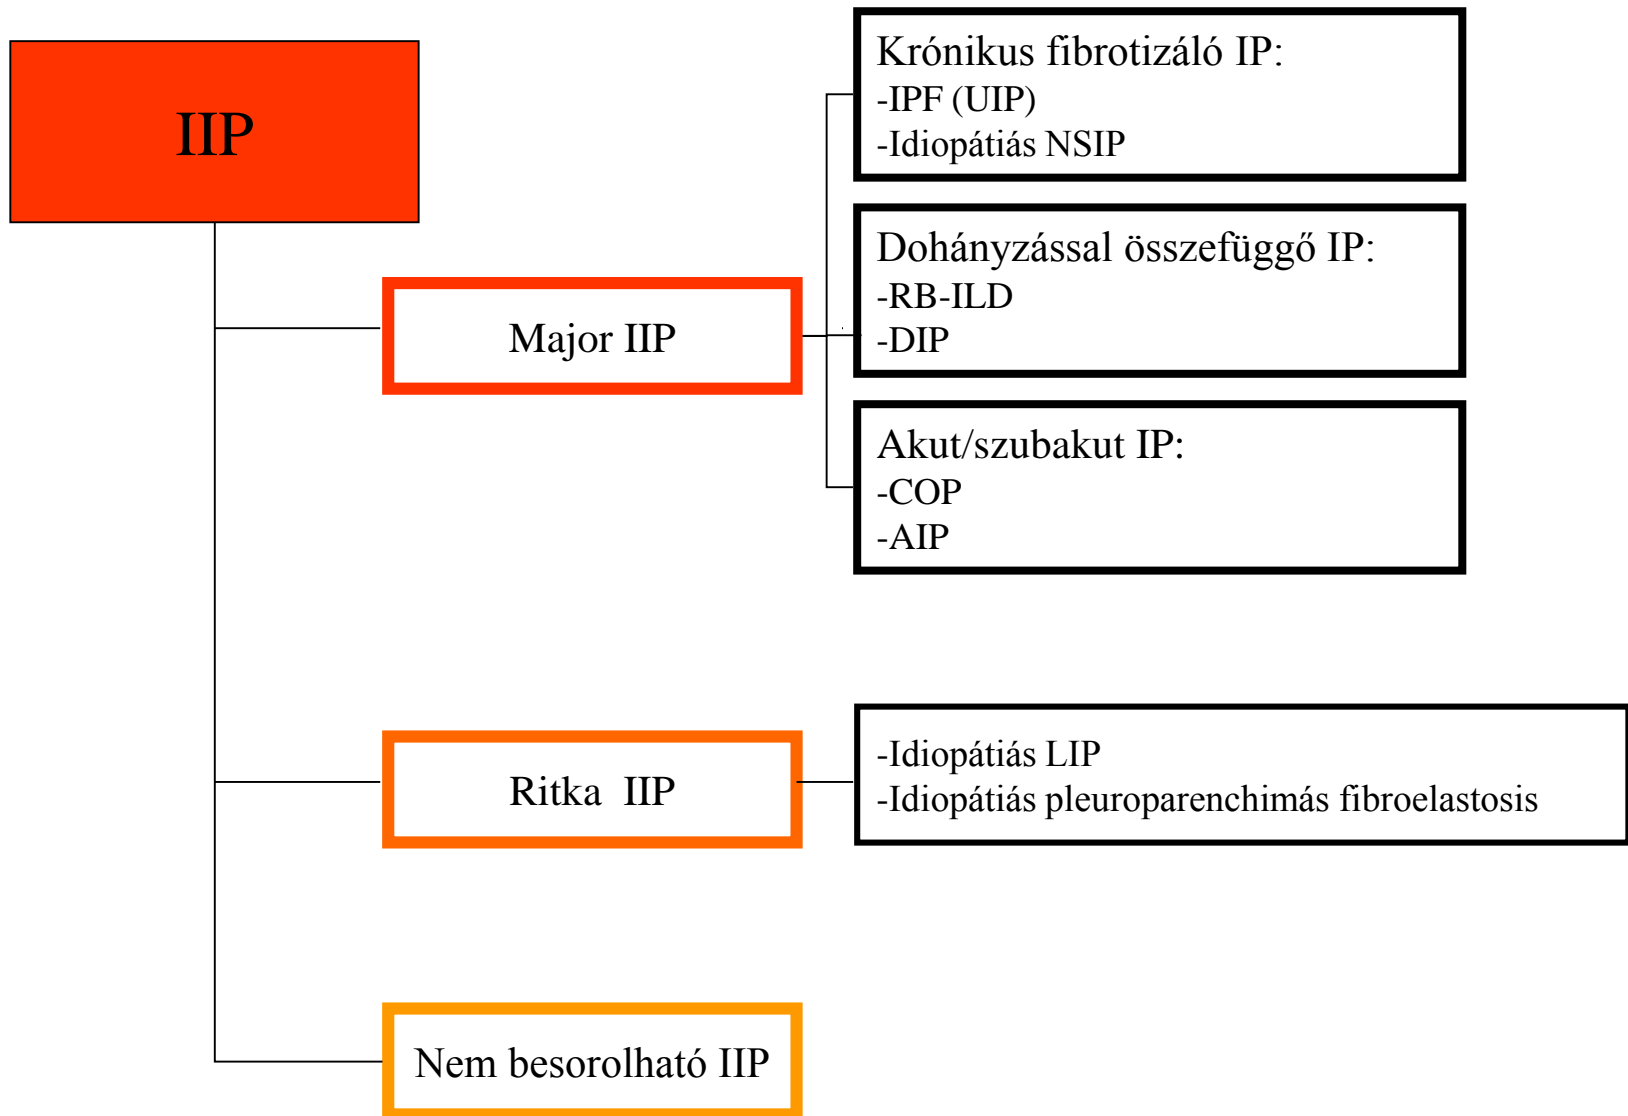 IIP
Krónikus fibrotizáló IP:
-IPF (UIP)
-Idiopátiás NSIP
Dohányzással összefüggő IP:
-RB-ILD
-DIP
Major IIP
Akut/szubakut IP:
-COP
-AIP
Ritka IIP
-Idiopátiás LIP
-Idiopátiás pleuroparenchimás fibroelastosis
Nem besorolható IIP